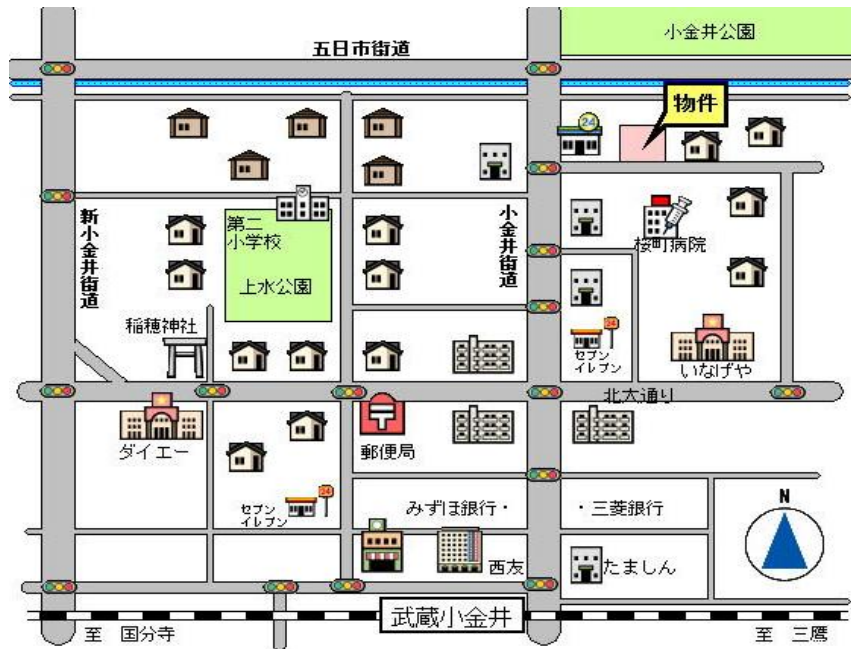 小金井公園
五日市街道
24
物件
新小金井街道
第二
小学校
小金井街道
桜町病院
上水公園
稲穂神社
24
セブン
イレブン
いなげや
北大通り
ダイエー
郵便局
24
セブン
イレブン
みずほ銀行・
・三菱銀行
N
西友
たましん
武蔵小金井
至 国分寺
至 三鷹